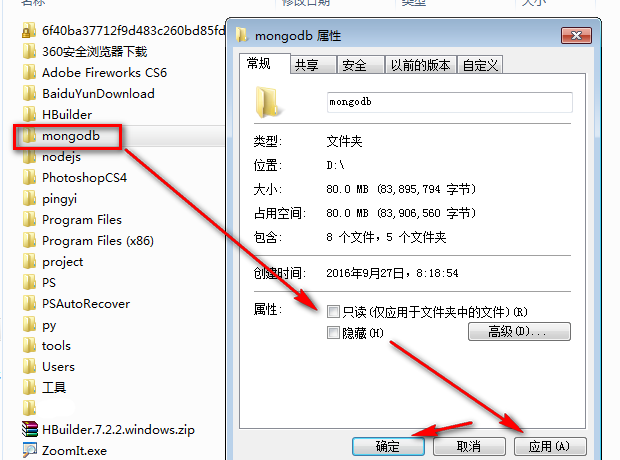 名称
修改日期
类型
大小
6f40ba37712f9d483c260bd85fd
360安全浏览器下载
Adobe Fireworks CS6
BaiduYunDownload
HBuilder
mongodb
nodejs
PhotoshopCS4
pingyi
Program Files
Program Files (x86)
project
PS
PSAutoRecover
py
tools
Users
工具
HBuilder.7.2.2.windows.zip
ZoomIt.exe
mongodb 属性
常规 共享 安全 以前的版本 自定义
mongodb
类型: 文件夹
位置: D:\
大小: 80.0 MB (83,895,794 字节)
占用空间: 80.0 MB (83,906,560 字节)
包含: 8 个文件，5 个文件夹
创建时间: 2016年9月27日，8:18:54
属性: 只读(仅应用于文件夹中的文件)(R)
隐藏(H) 高级(D)...
确定 取消 应用(A)